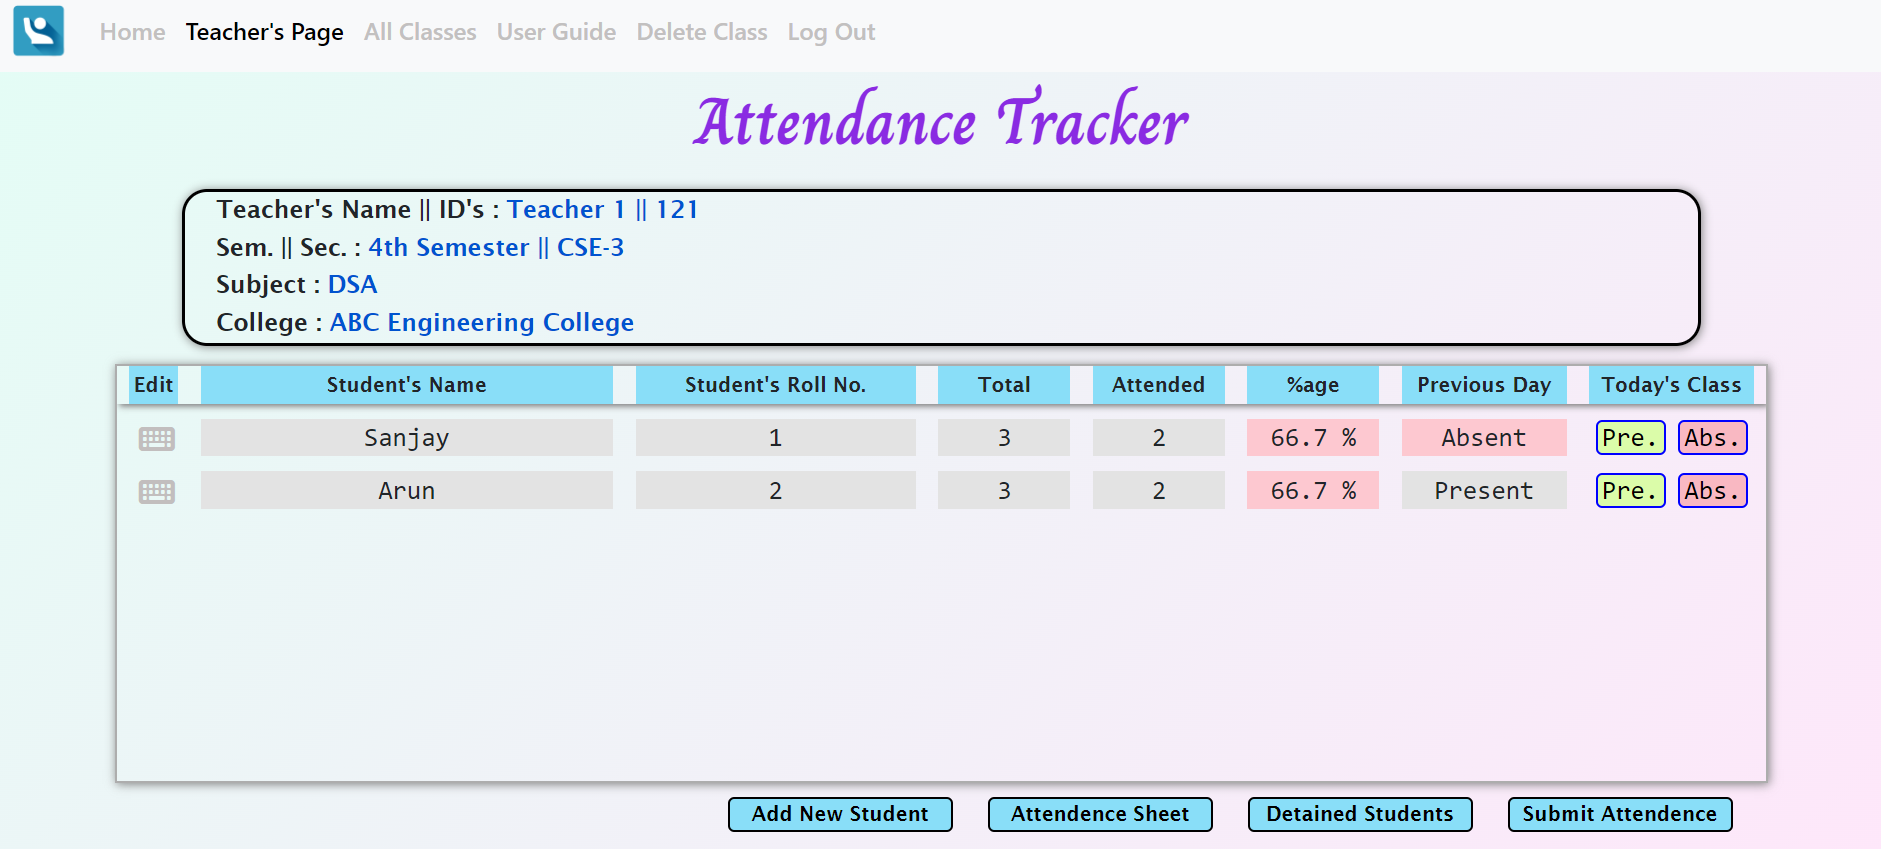 Home Teacher's Page All Classes User Guide Delete Class Log Out
Attendance Tracker
Teacher's Name || ID's : Teacher 1 || 121
Sem. || Sec. : 4th Semester || CSE-3
Subject : DSA
College : ABC Engineering College
Edit Student's Name Student's Roll No. Total Attended %age Previous Day Today's Class
Sanjay 1 3 2 66.7 % Absent Pre. Abs.
Arun 2 3 2 66.7 % Present Pre. Abs.
Add New Student Attendence Sheet Detained Students Submit Attendence